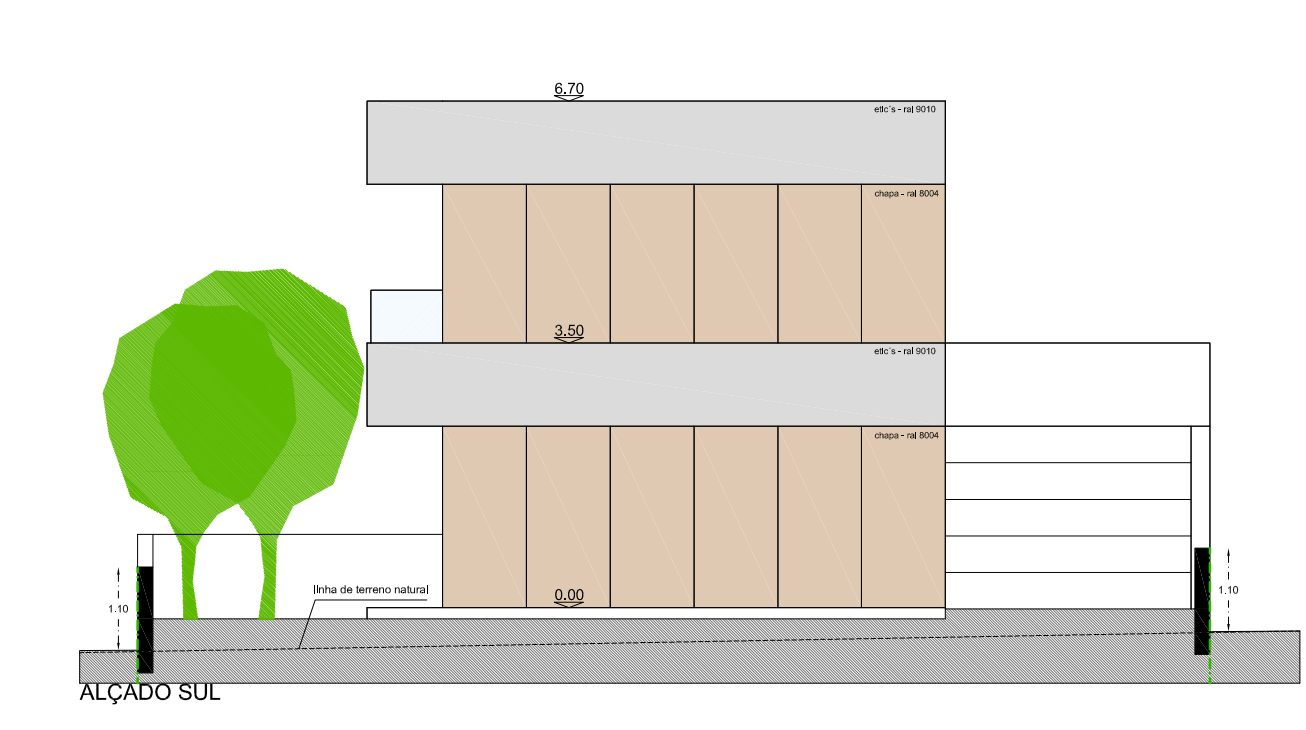 6.70
etic´s - ral 9010
chapa - ral 8004
3.50
etic´s - ral 9010
chapa - ral 8004
linha de terreno natural
0.00
1.10
1.10
ALÇADO SUL